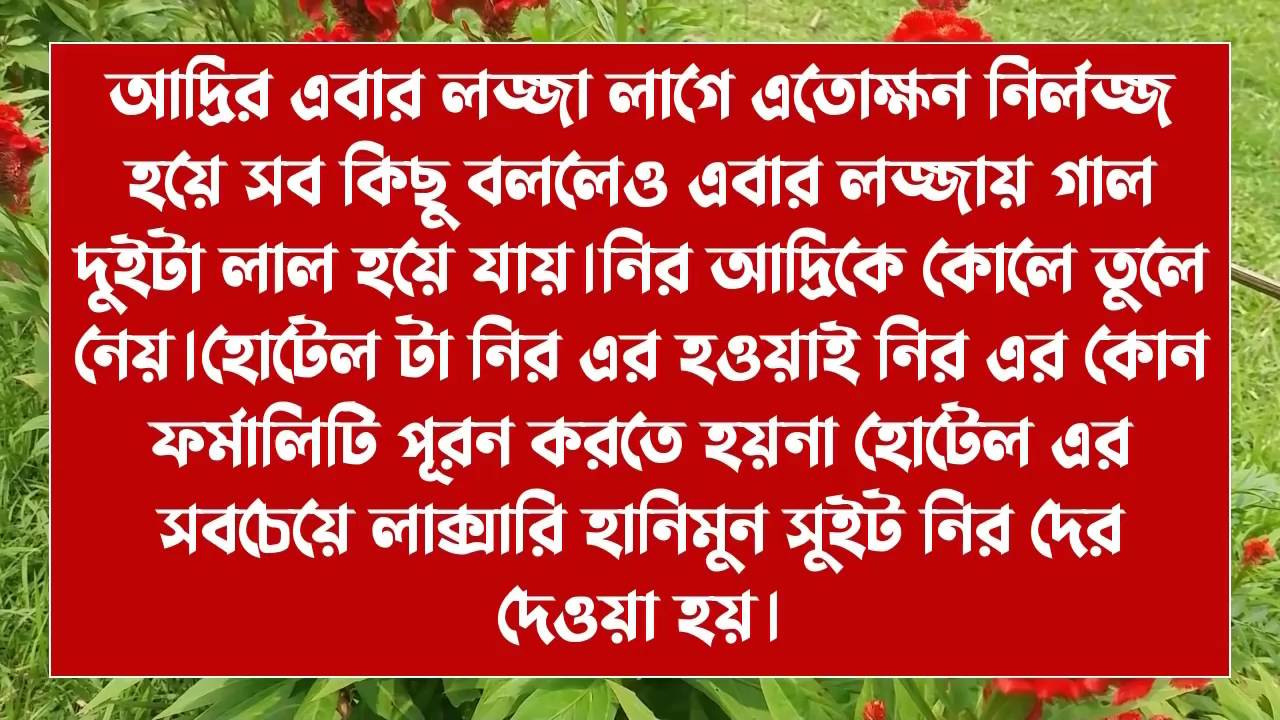 আদ্রির এবার লজ্জা লাগে এতোক্ষন নির্লজ্জ
হয়ে সব কিছু বললেও এবার লজ্জায় গাল
দুইটা লাল হয়ে যায়।নির আদ্রিকে কোলে তুলে
নেয়।হোটেল টা নির এর হওয়াই নির এর কোন
ফর্মালিটি পূরন করতে হয়না হোটেল এর
সবচেয়ে লাক্সারি হানিমুন সুইট নির দের
দেওয়া হয়।